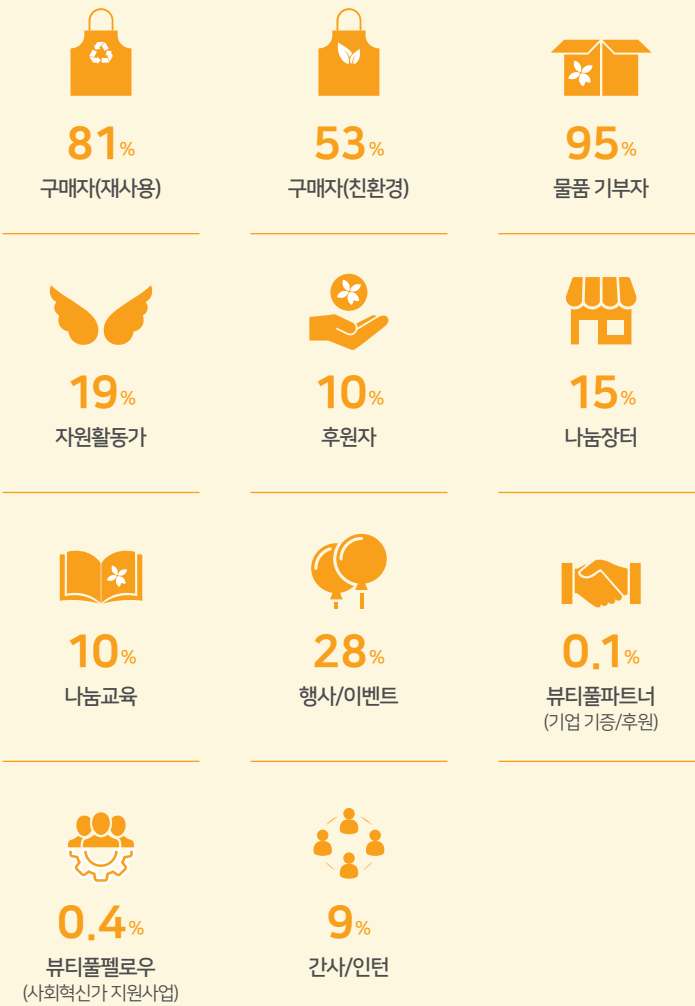 81%
구매자(재사용)
53%
구매자(친환경)
95%
물품 기부자
19%
자원활동가
10%
후원자
15%
나눔장터
10%
나눔교육
28%
행사/이벤트
0.1%
뷰티풀파트너
(기업 기증/후원)
0.4%
뷰티풀펠로우
(사회혁신가 지원사업)
9%
간사/인턴